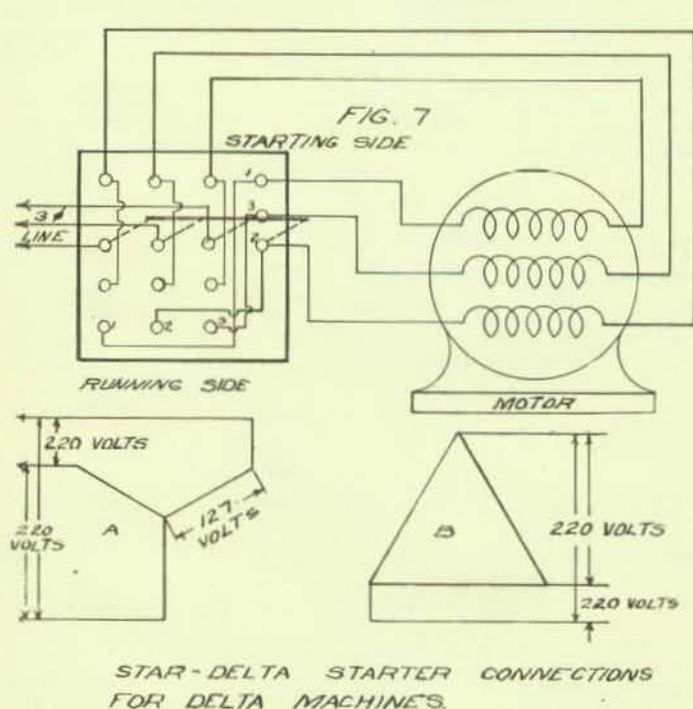 FIG. 7
STARTING SIDE
1
3
2
3 ø
LINE
1
2
3
RUNNING SIDE
MOTOR
220 VOLTS
127
VOLTS
220
VOLTS
A
B
220 VOLTS
220 VOLTS
STAR-DELTA STARTER CONNECTIONS
FOR DELTA MACHINES.